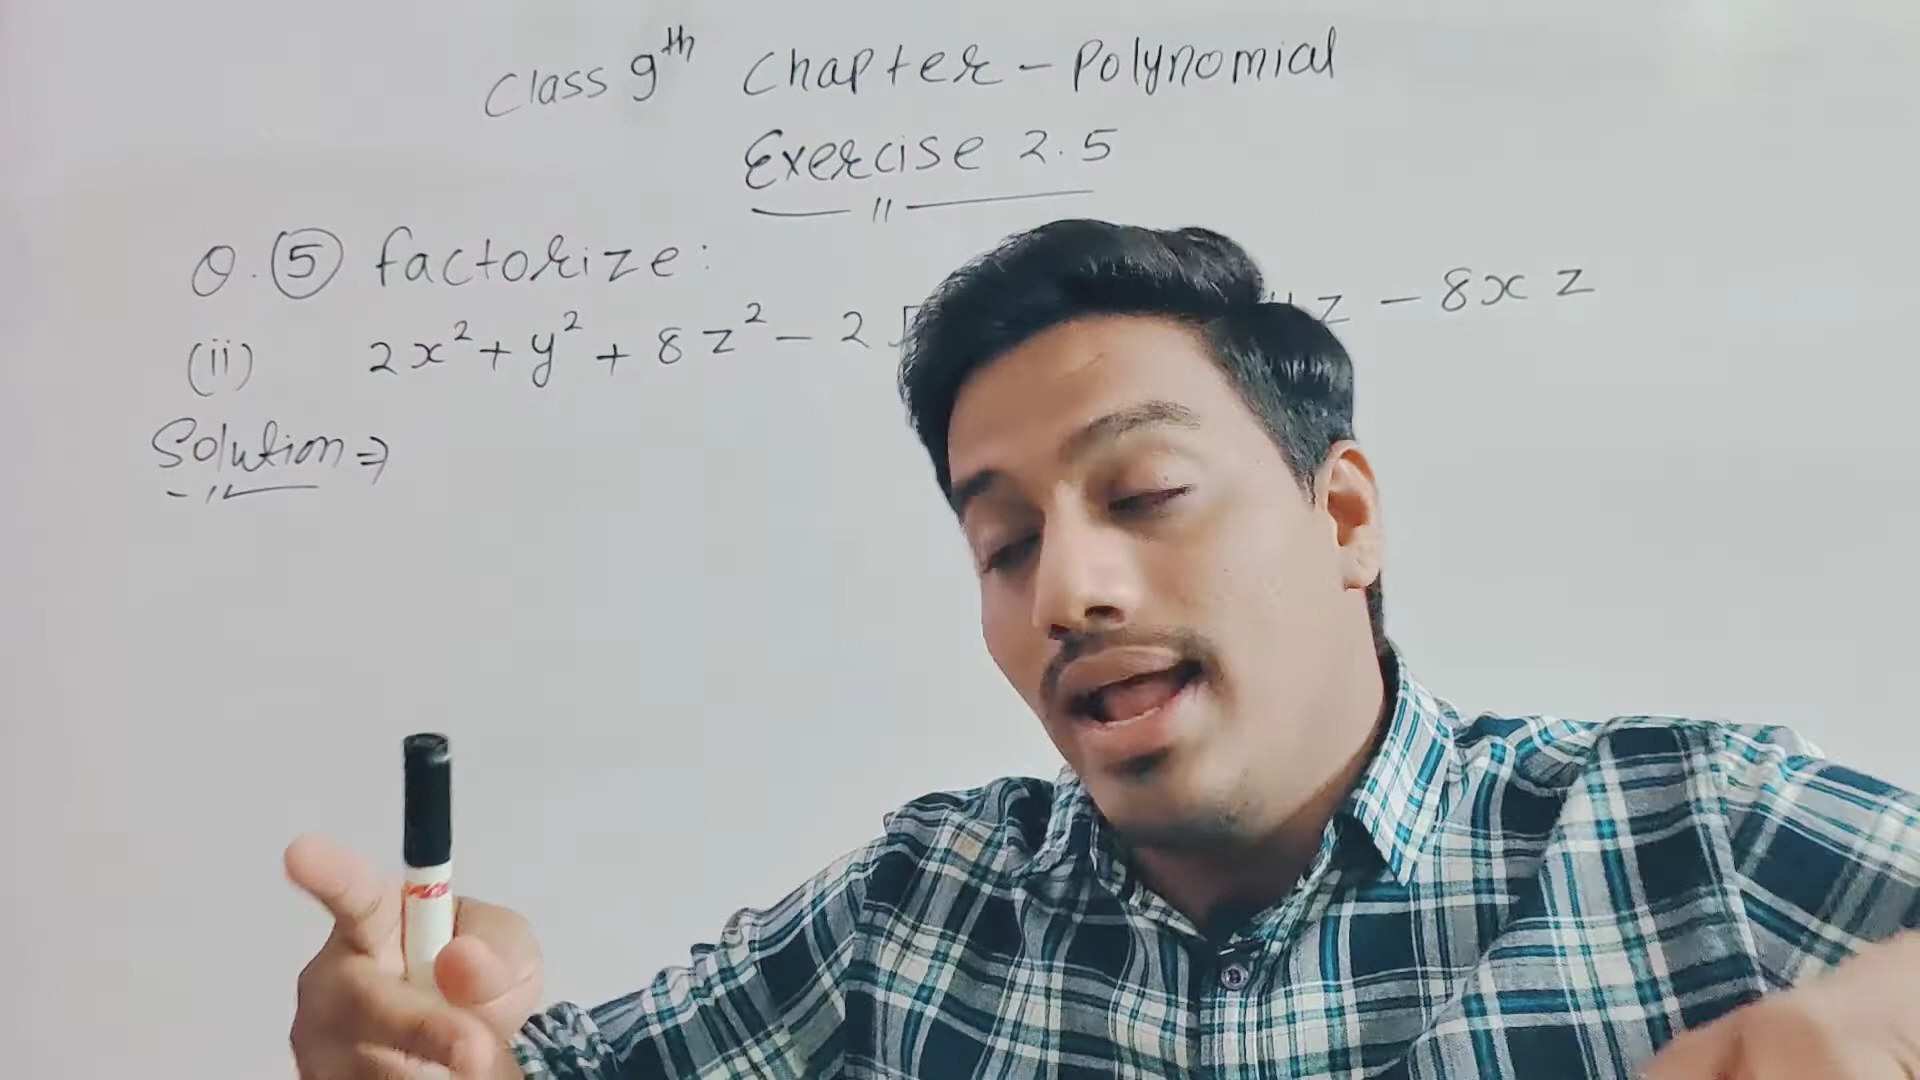 Class 9th Chapter - Polynomial
Exercise 2.5
Q. 5 factorize:
(ii) 2x² + y² + 8z² - 2√ z - 8xz
Solution ⇒